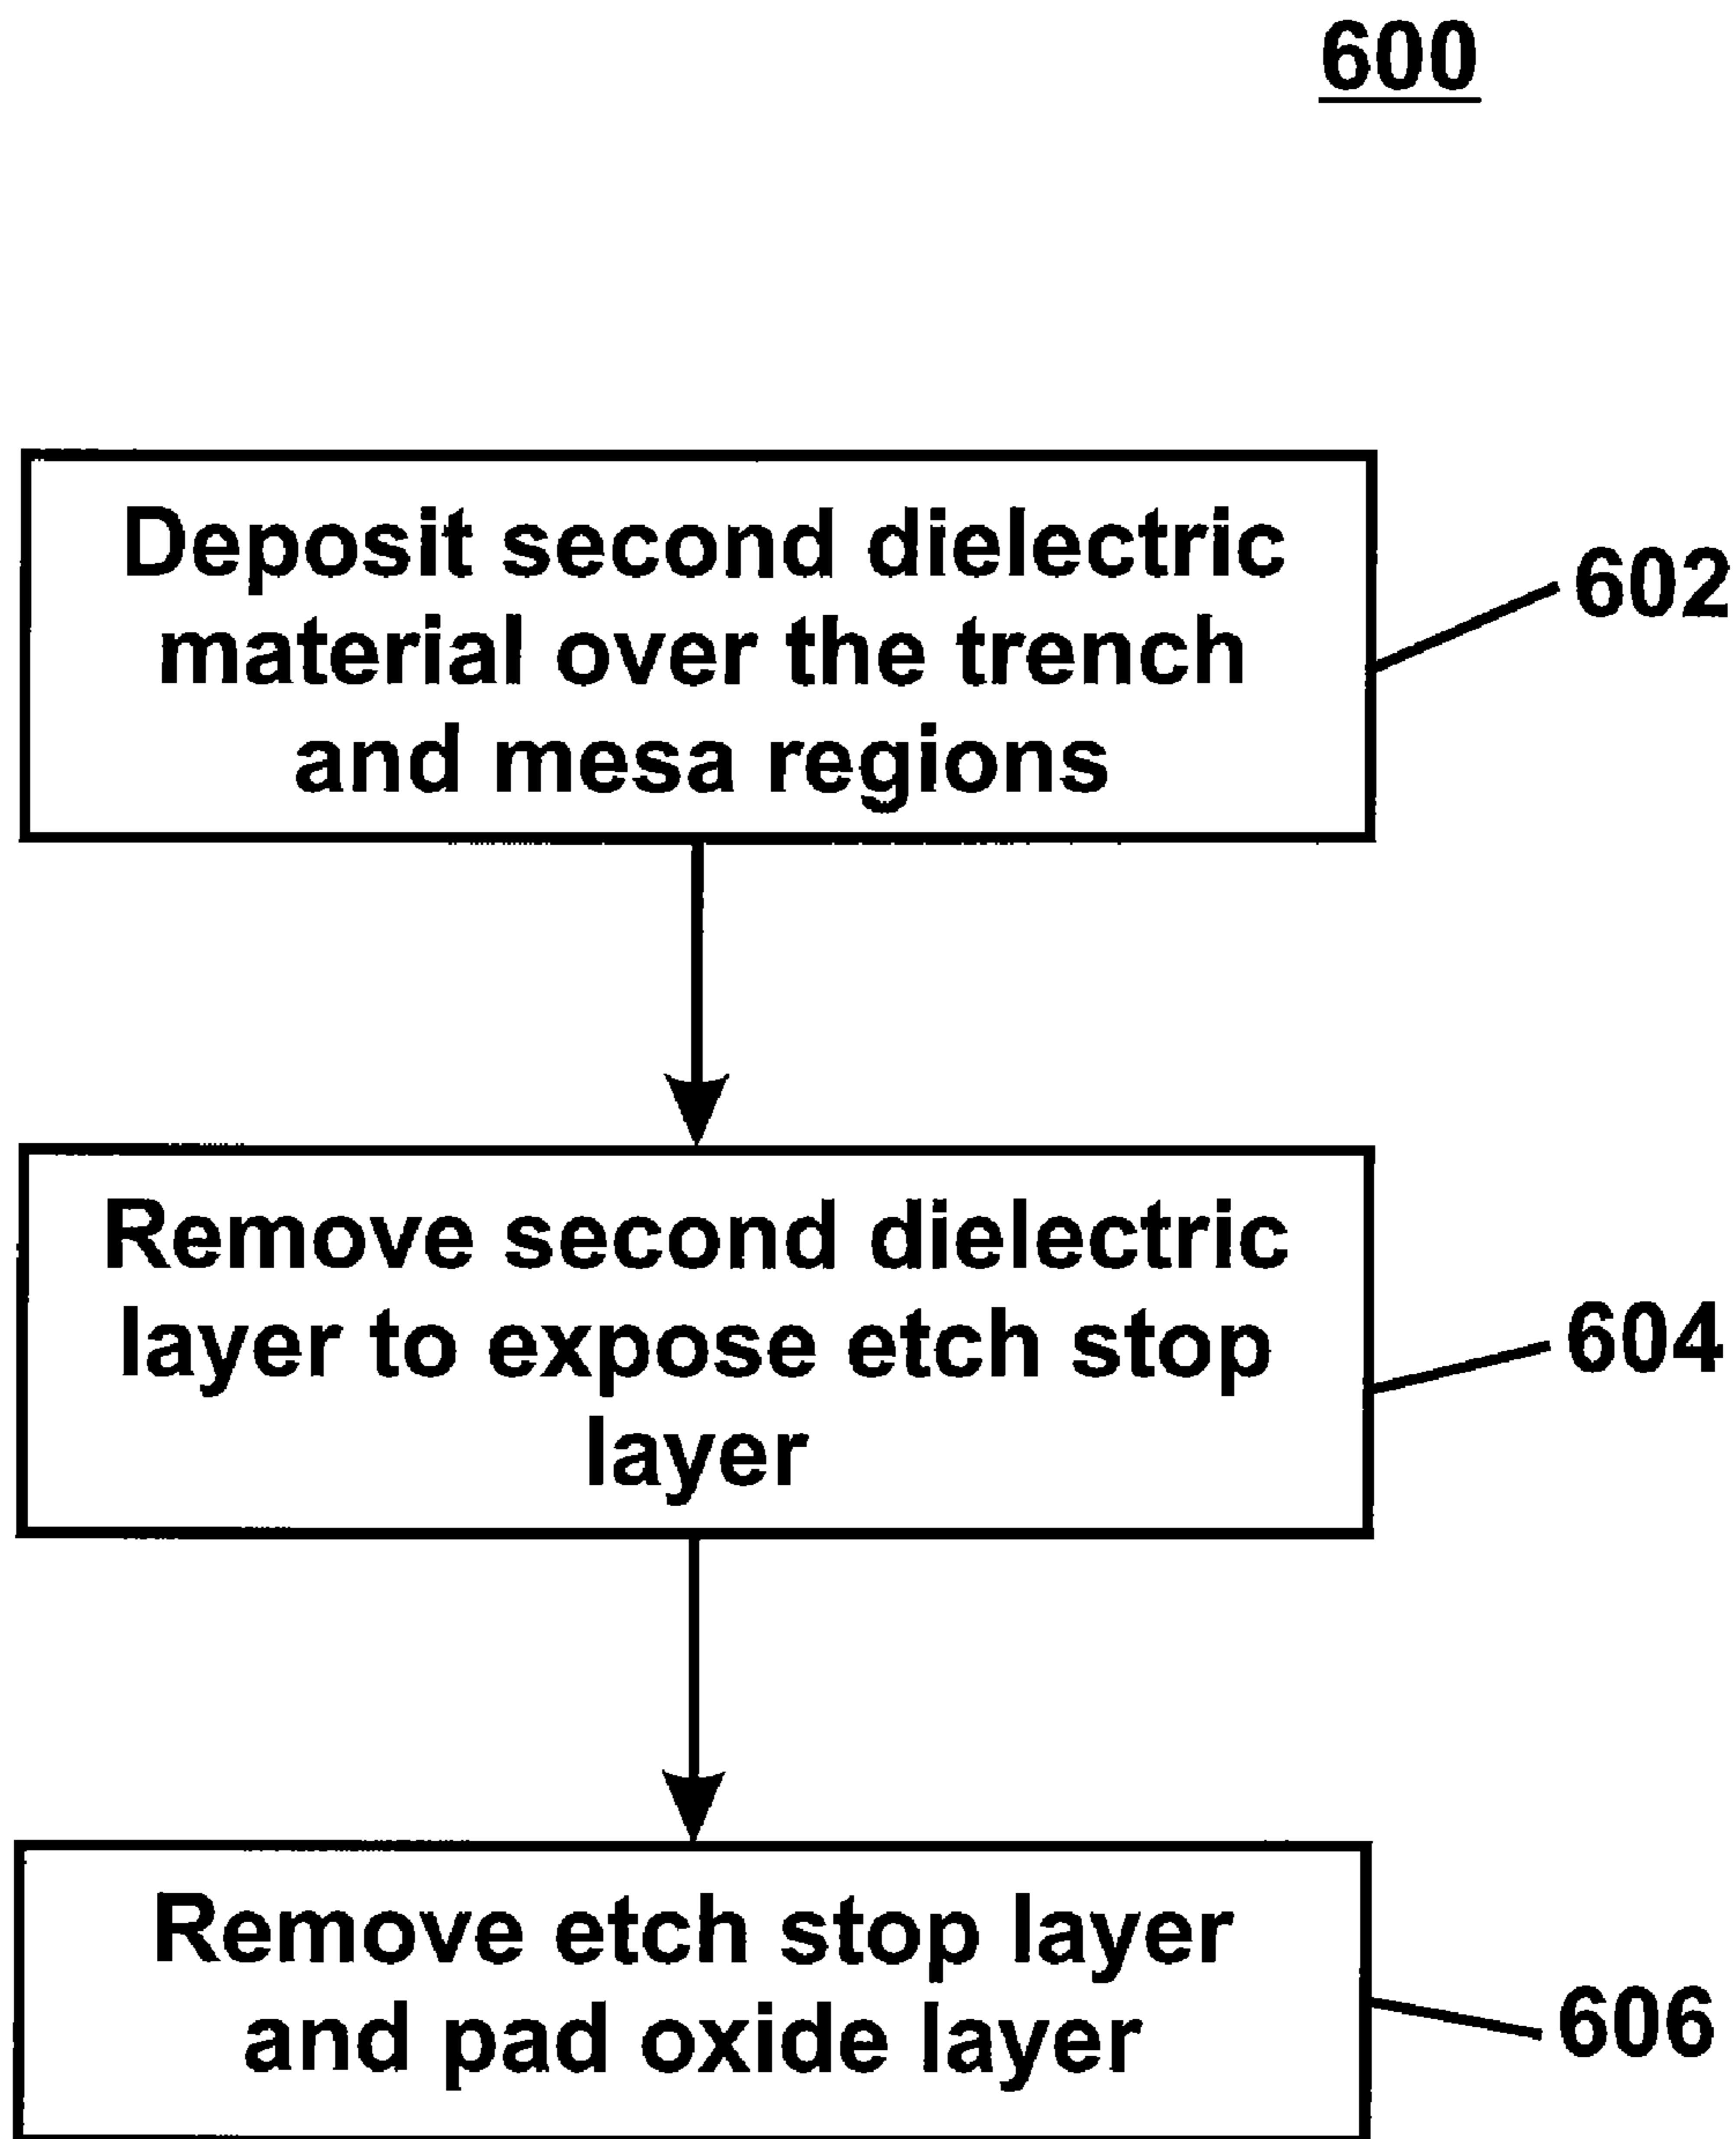 600
Deposit second dielectric
material over the trench
and mesa regions
602
Remove second dielectric
layer to expose etch stop
layer
604
Remove etch stop layer
and pad oxide layer
606